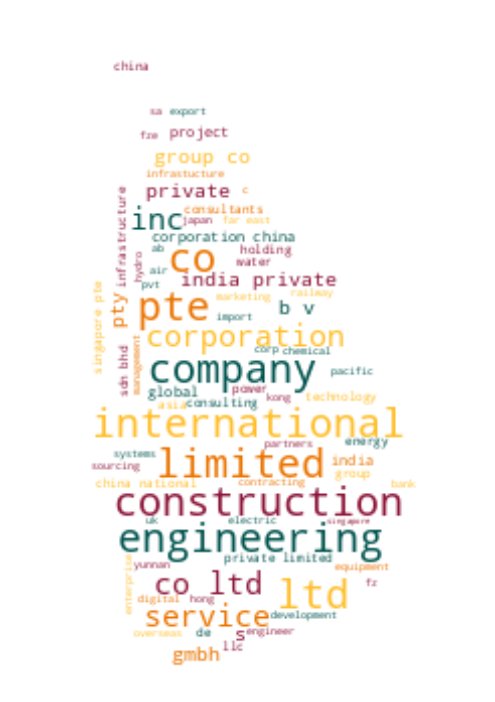 china
sa export
fze project
group co
infrastucture
private c
consultants
inc japan far east
corporation china
infrastructure
ab co holding
hydro water
air india private
pvt
singapore pte
pty pte marketing railway
import b v
corporation
management
corp chemical
sdn bhd
company pacific
global power
asia consulting kong technology
international
partners energy
systems
sourcing limited india
group
china national contracting bank
construction
uk electric singapore
engineering
private limited
yunnan equipment
enterprise
co ltd fz
digital hong ltd
service development
overseas de s engineer
llc
gmbh